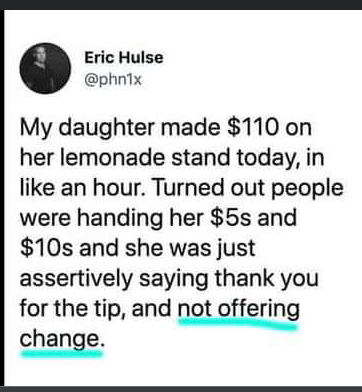 Eric Hulse
@phn1x
My daughter made $110 on
her lemonade stand today, in
like an hour. Turned out people
were handing her $5s and
$10s and she was just
assertively saying thank you
for the tip, and not offering
change.